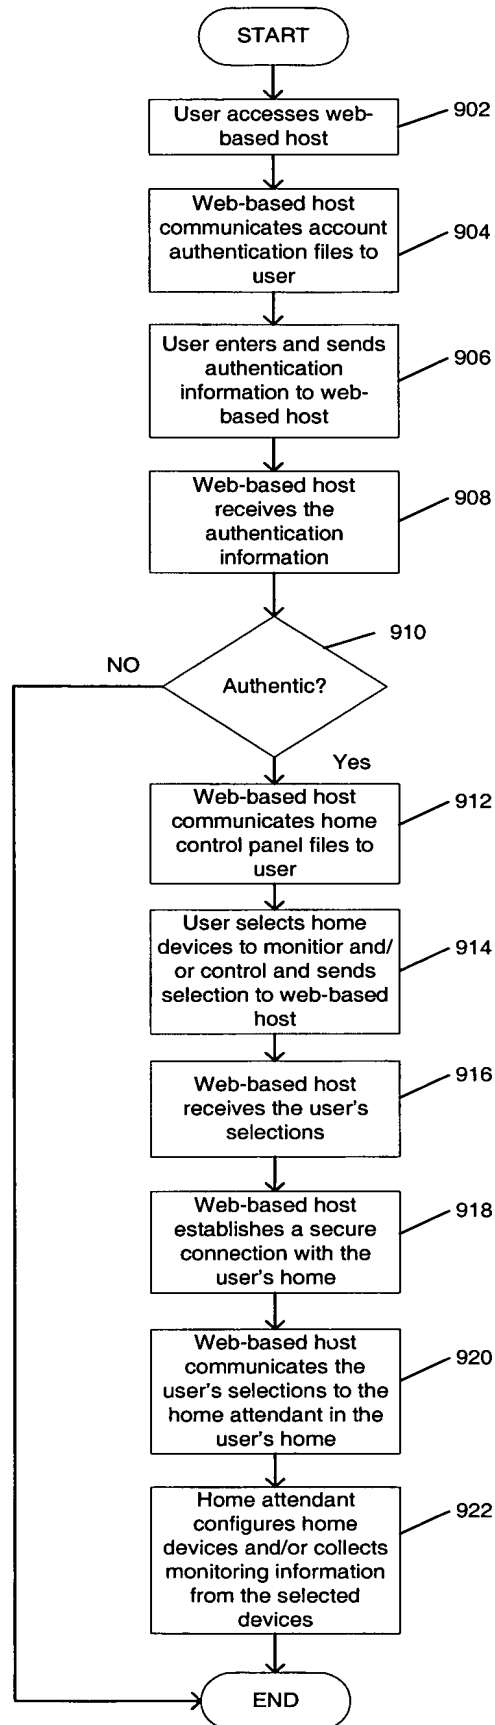 START
User accesses web-
based host
902
Web-based host
communicates account
authentication files to
user
904
User enters and sends
authentication
information to web-
based host
906
Web-based host
receives the
authentication
information
908
910
NO
Authentic?
Yes
Web-based host
communicates home
control panel files to
user
912
User selects home
devices to monitior and/
or control and sends
selection to web-based
host
914
Web-based host
receives the user's
selections
916
Web-based host
establishes a secure
connection with the
user's home
918
Web-based host
communicates the
user's selections to the
home attendant in the
user's home
920
Home attendant
configures home
devices and/or collects
monitoring information
from the selected
devices
922
END